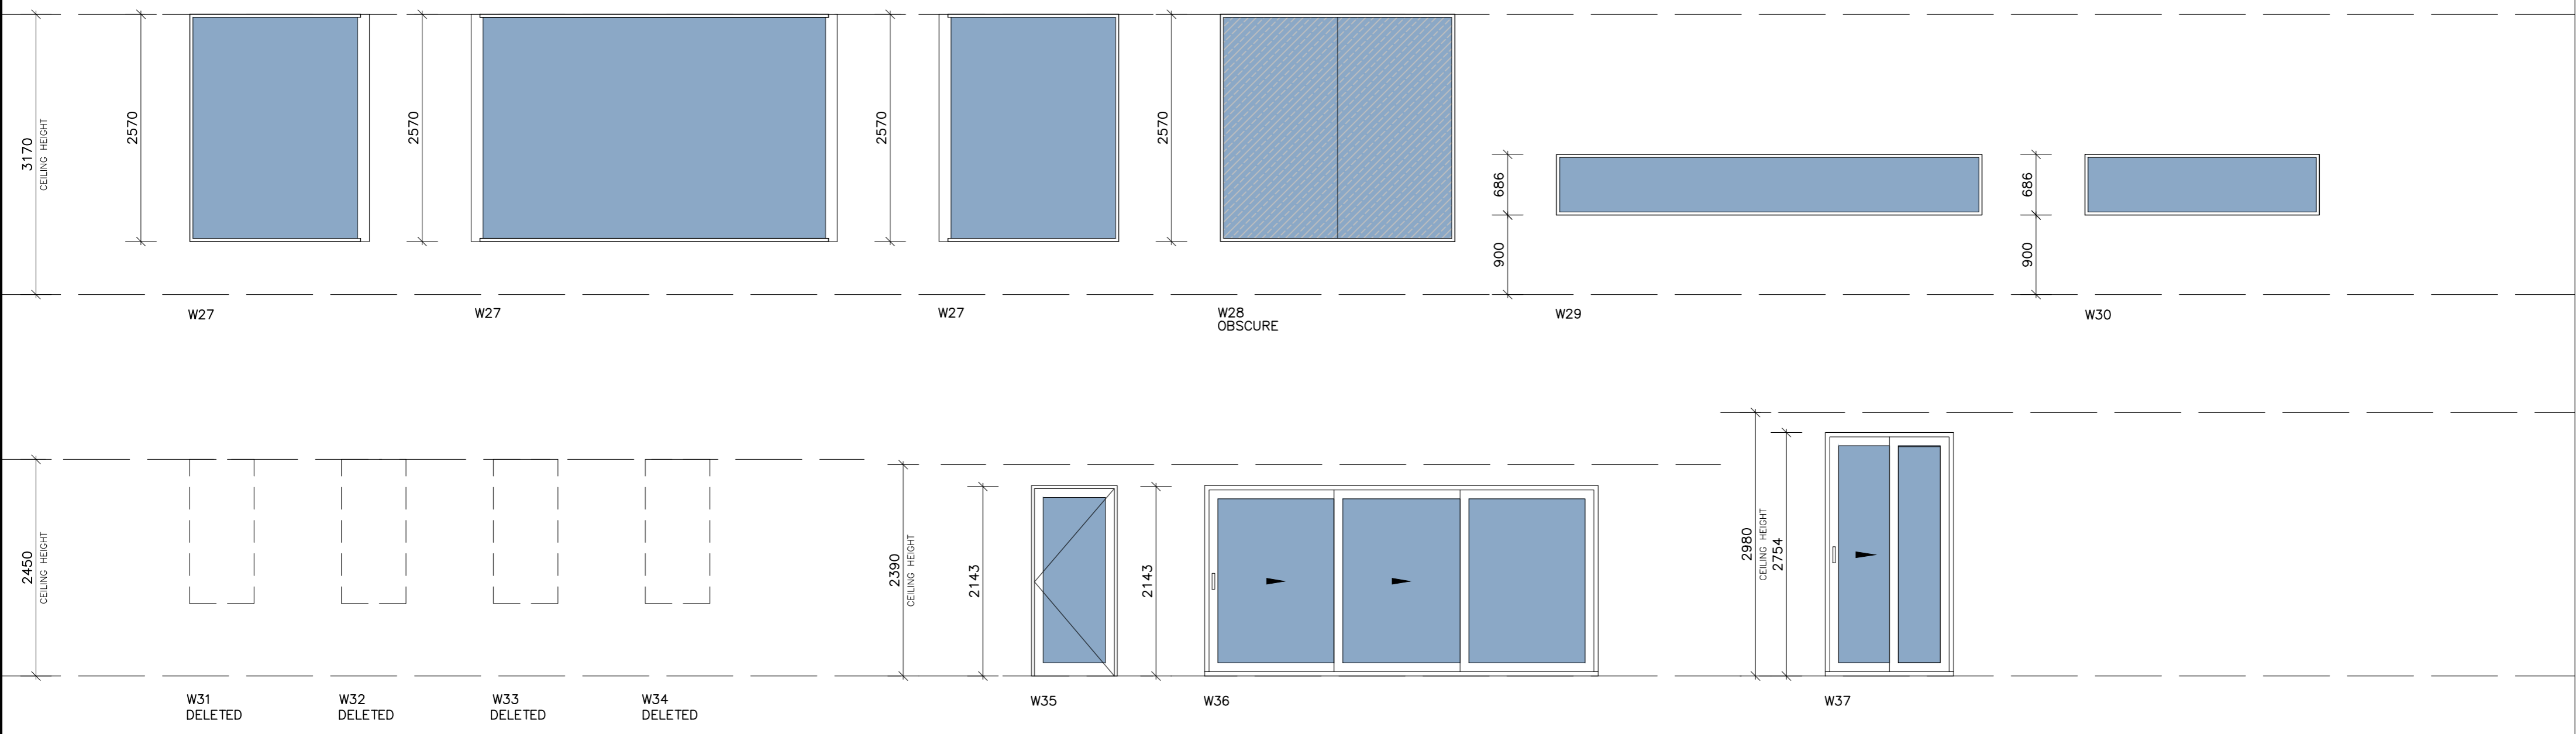 3170
CEILING HEIGHT
2570
2570
2570
2570
686
900
686
900
W27
W27
W27
W28
OBSCURE
W29
W30
2450
CEILING HEIGHT
2390
CEILING HEIGHT
2143
2143
2980
CEILING HEIGHT
2754
W31
DELETED
W32
DELETED
W33
DELETED
W34
DELETED
W35
W36
W37